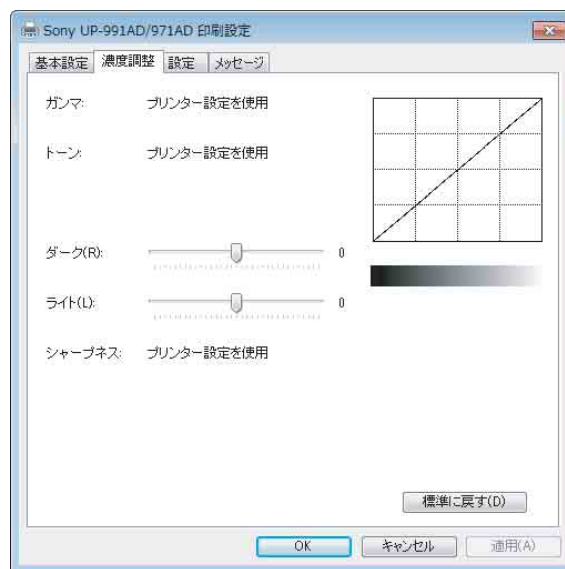 Sony UP-991AD/971AD 印刷設定
基本設定 濃度調整 設定 メッセージ
ガンマ: プリンター設定を使用
トーン: プリンター設定を使用
ダーク(R): 0
ライト(L): 0
シャープネス: プリンター設定を使用
標準に戻す(D)
OK キャンセル 適用(A)